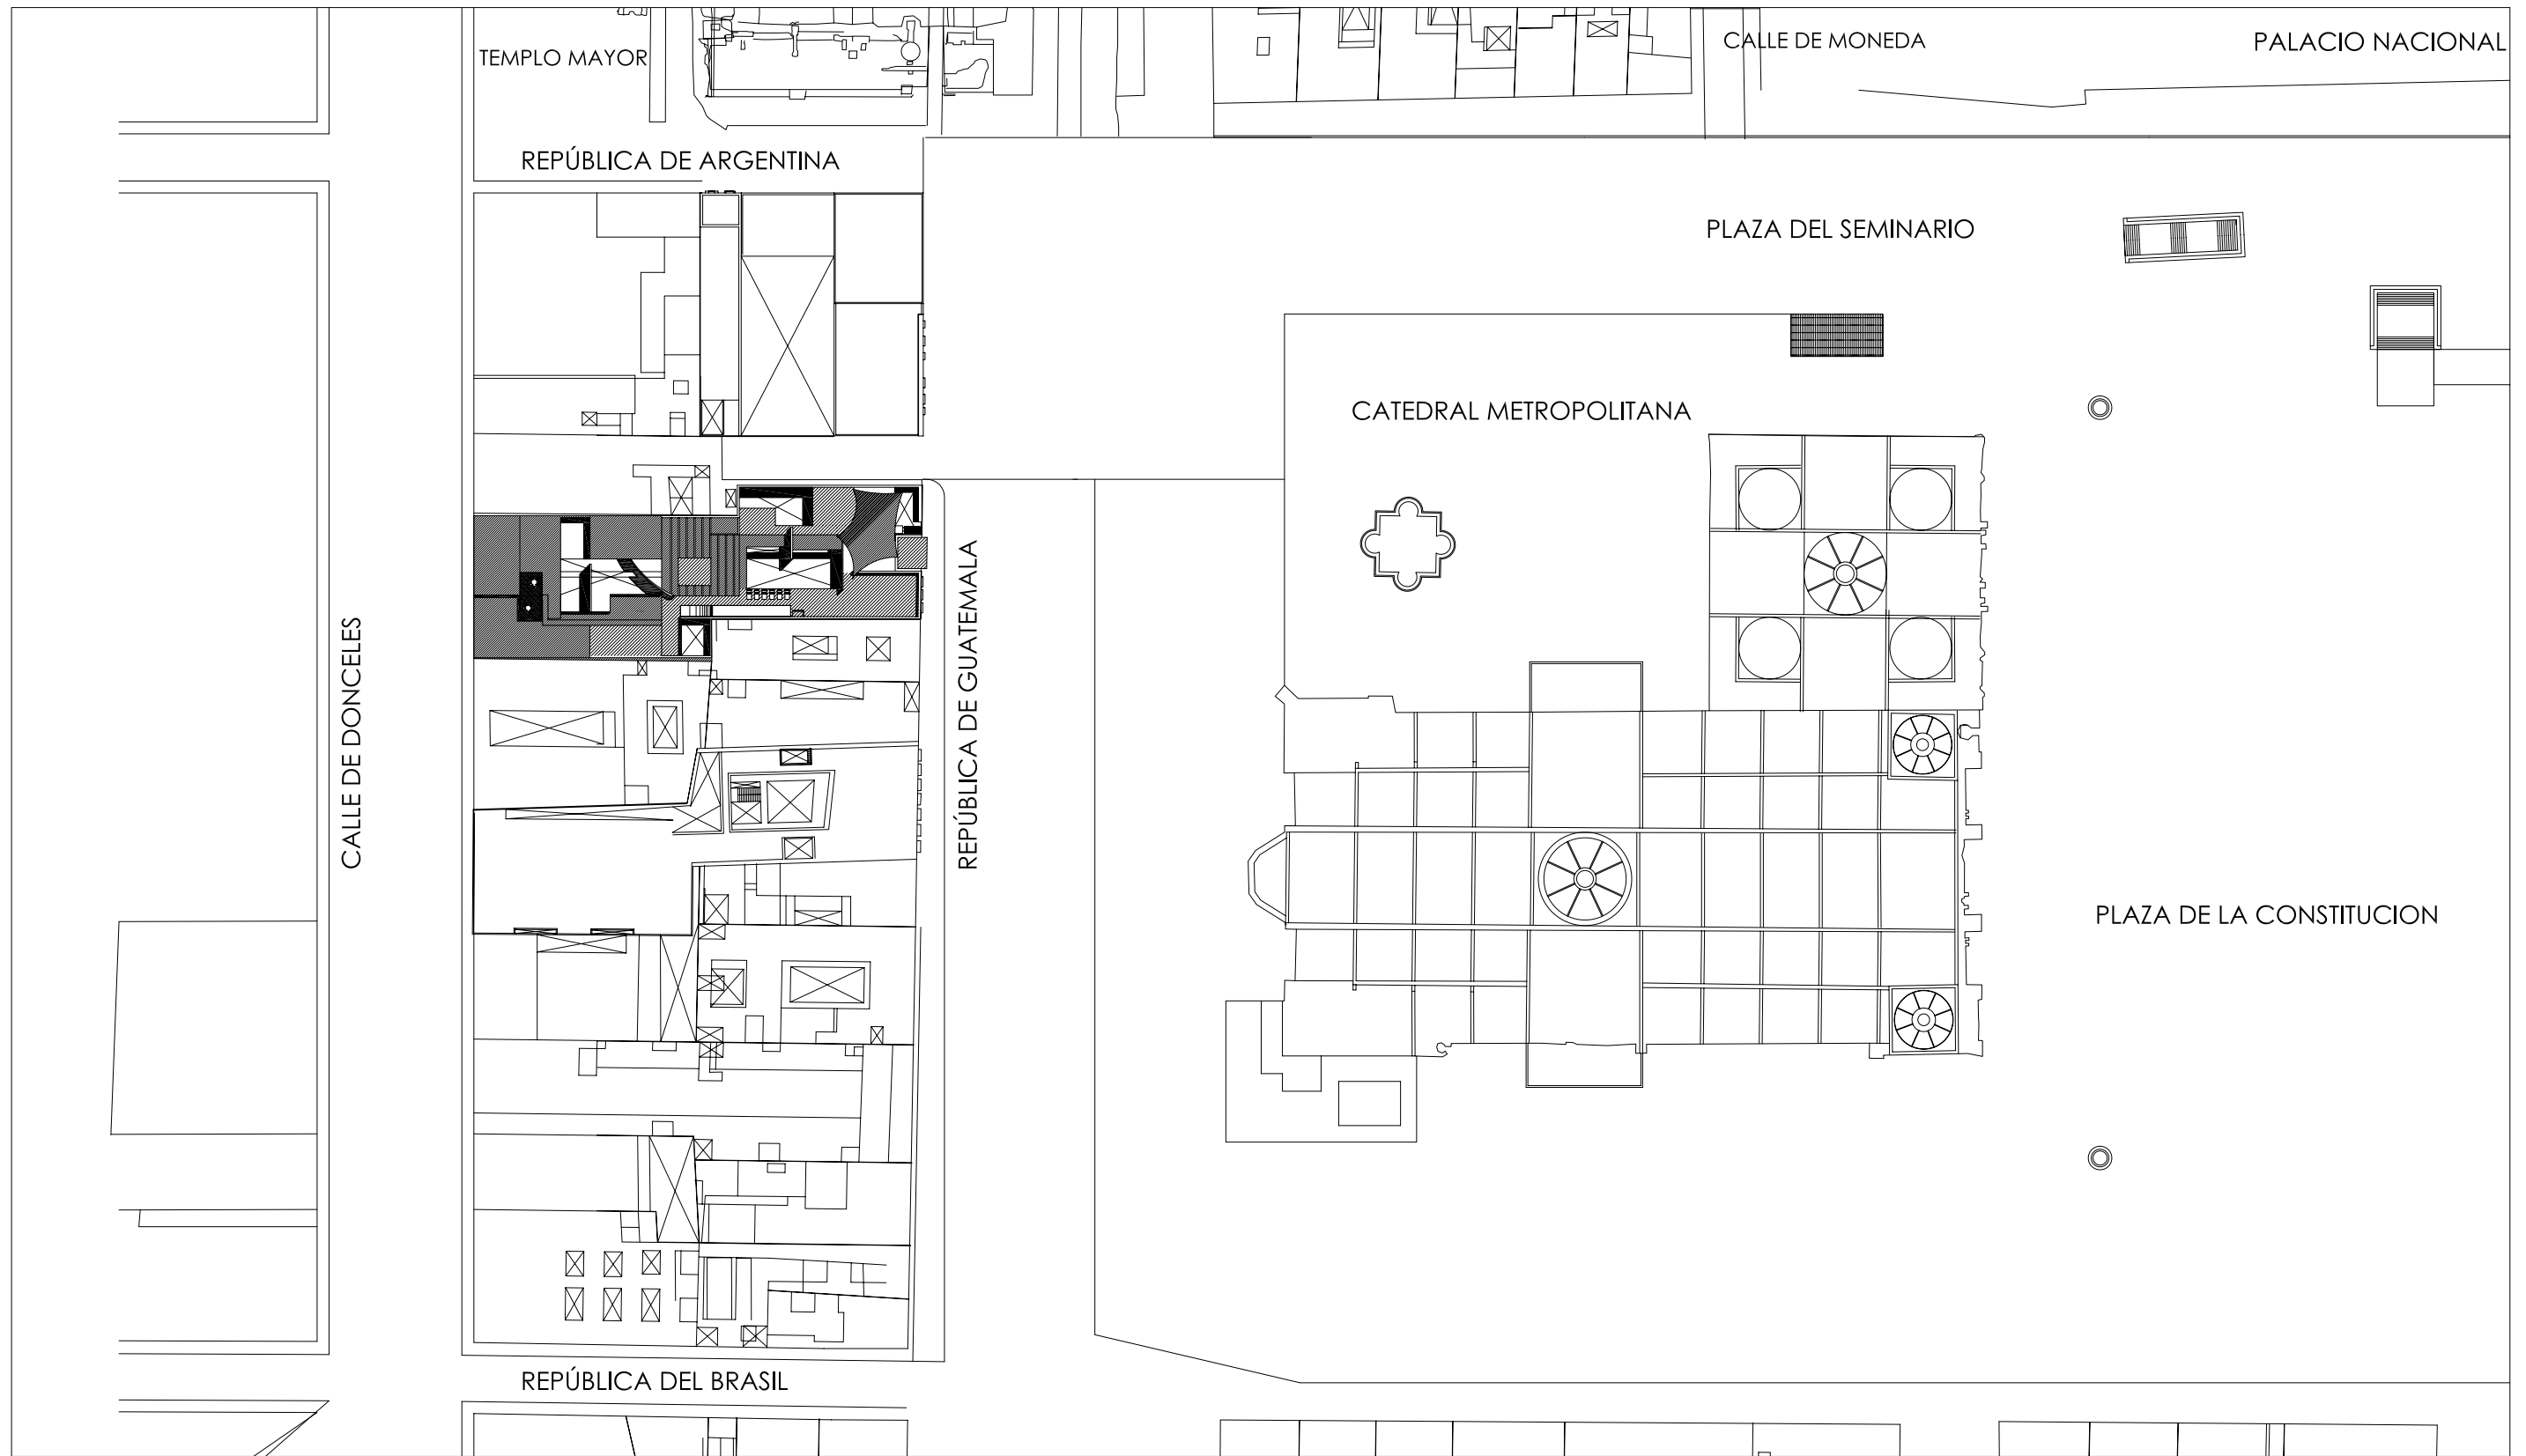 TEMPLO MAYOR
CALLE DE MONEDA
PALACIO NACIONAL
REPÚBLICA DE ARGENTINA
PLAZA DEL SEMINARIO
CATEDRAL METROPOLITANA
CALLE DE DONCELES
REPÚBLICA DE GUATEMALA
PLAZA DE LA CONSTITUCION
REPÚBLICA DEL BRASIL